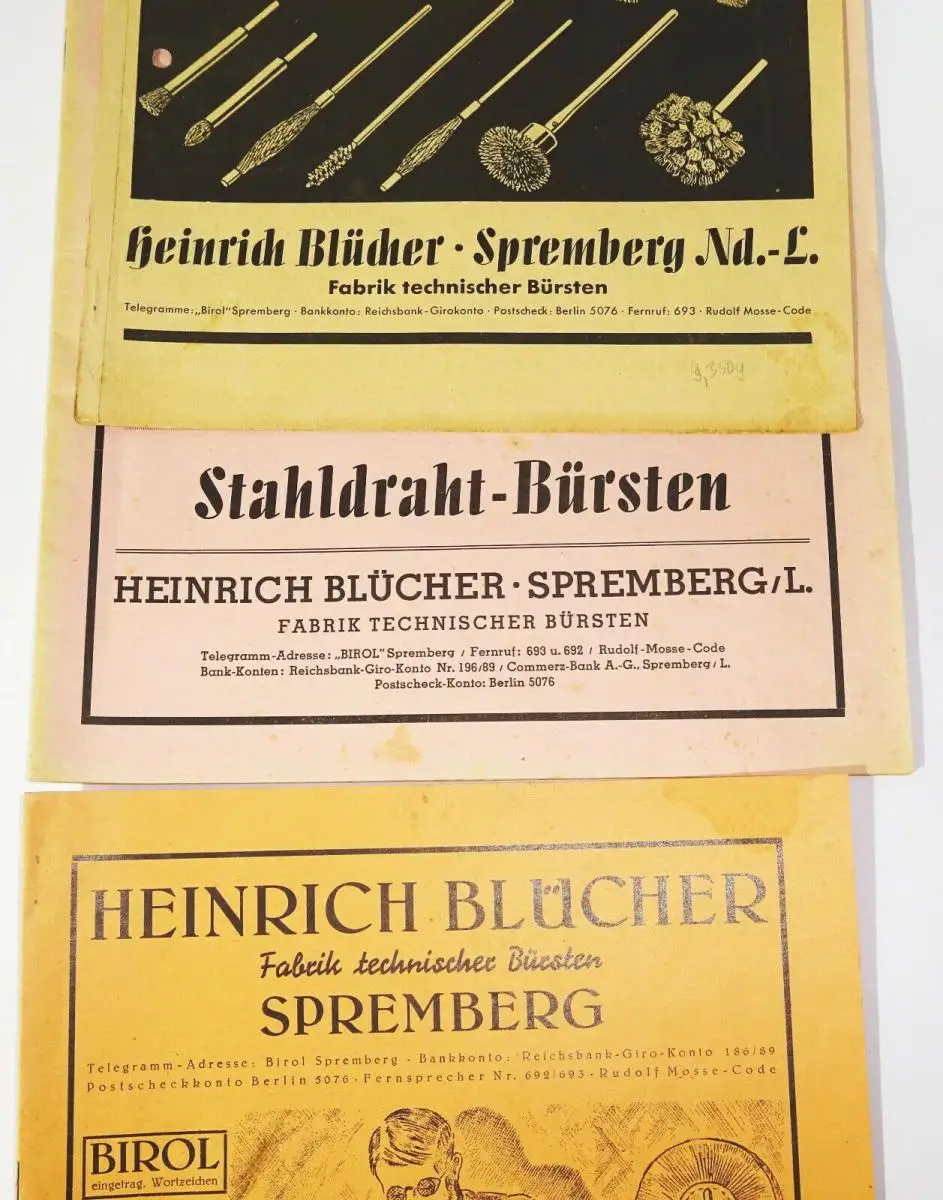 Heinrich Blücher · Spremberg Nd.-L.
Fabrik technischer Bürsten
Telegramme: „Birol“ Spremberg · Bankkonto: Reichsbank-Girokonto · Postscheck: Berlin 5076 · Fernruf: 693 · Rudolf Mosse-Code
Stahldraht-Bürsten
HEINRICH BLÜCHER · SPREMBERG/L.
FABRIK TECHNISCHER BÜRSTEN
Telegramm-Adresse: „BIROL“ Spremberg / Fernruf: 693 u. 692 / Rudolf-Mosse-Code
Bank-Konten: Reichsbank-Giro-Konto Nr. 196/89 / Commerz-Bank A.-G., Spremberg / L.
Postscheck-Konto: Berlin 5076
HEINRICH BLÜCHER
Fabrik technischer Bürsten
SPREMBERG
Telegramm-Adresse: Birol Spremberg · Bankkonto: Reichsbank-Giro-Konto 186/89
Postscheckkonto Berlin 5076 · Fernsprecher Nr. 692/693 · Rudolf Mosse-Code
BIROL
eingetrag. Wortzeichen